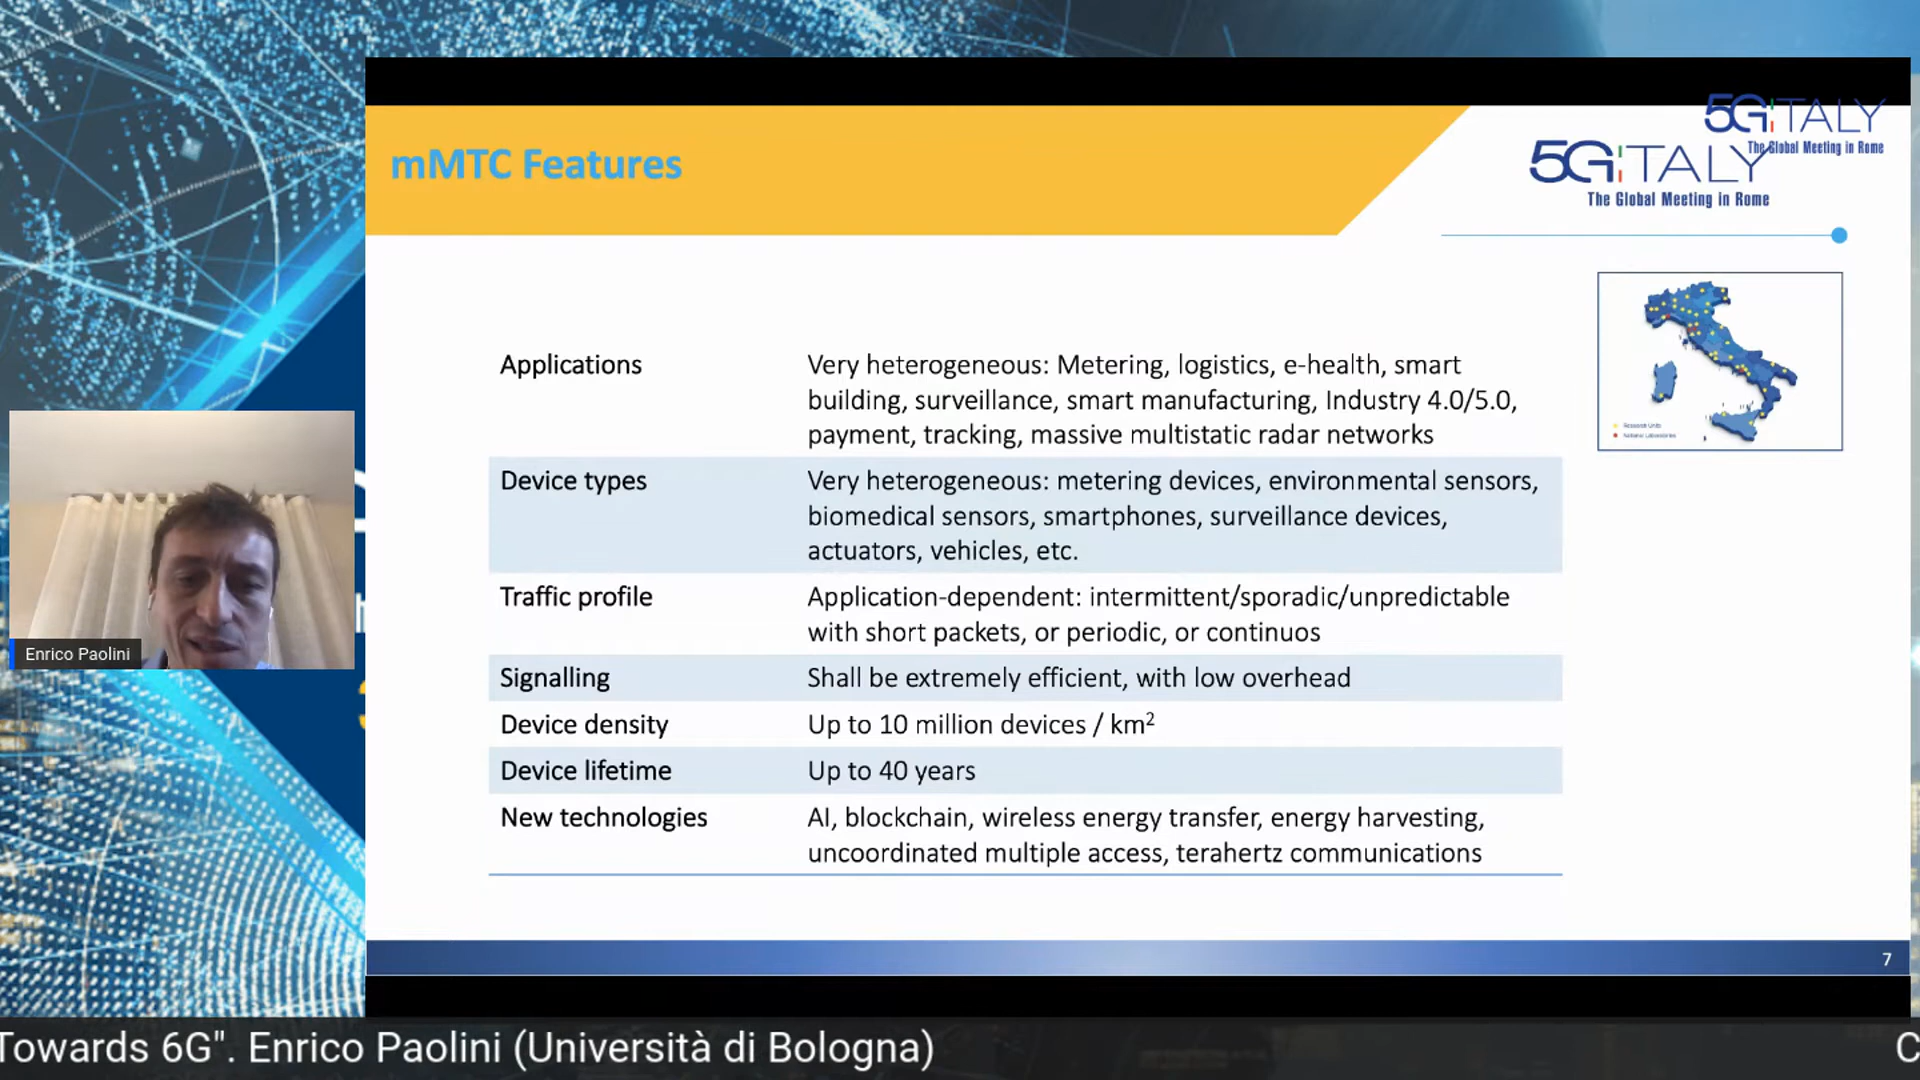 5G ITALY
The Global Meeting in Rome
mMTC Features
5G ITALY
The Global Meeting in Rome
Applications
Very heterogeneous: Metering, logistics, e-health, smart
building, surveillance, smart manufacturing, Industry 4.0/5.0,
payment, tracking, massive multistatic radar networks
Device types
Very heterogeneous: metering devices, environmental sensors,
biomedical sensors, smartphones, surveillance devices,
actuators, vehicles, etc.
Traffic profile
Application-dependent: intermittent/sporadic/unpredictable
with short packets, or periodic, or continuos
Signalling
Shall be extremely efficient, with low overhead
Device density
Up to 10 million devices / km²
Device lifetime
Up to 40 years
New technologies
AI, blockchain, wireless energy transfer, energy harvesting,
uncoordinated multiple access, terahertz communications
Research Units
National Laboratories
Enrico Paolini
7
Towards 6G". Enrico Paolini (Università di Bologna)
C